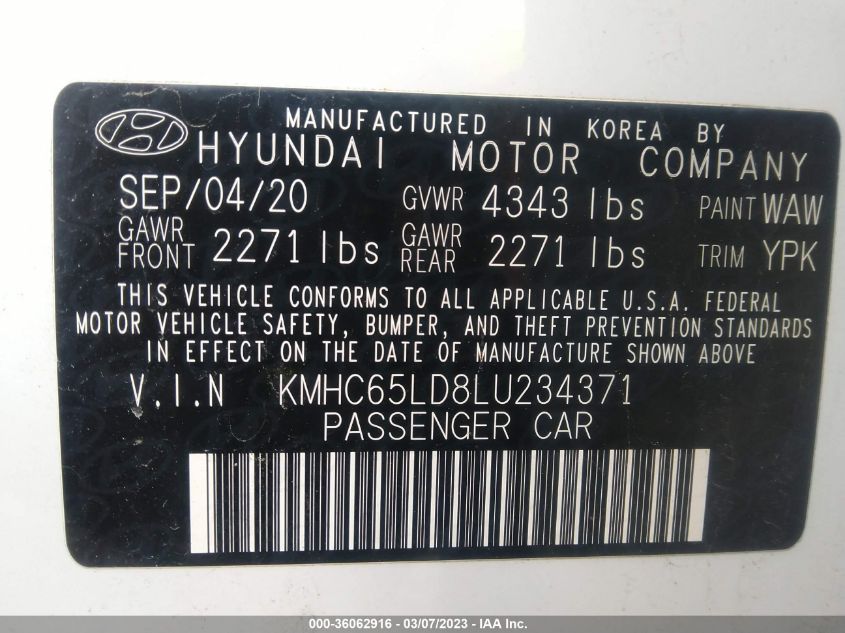 MANUFACTURED IN KOREA BY
HYUNDAI MOTOR COMPANY
SEP/04/20 GVWR 4343 lbs PAINT WAW
GAWR FRONT 2271 lbs GAWR REAR 2271 lbs TRIM YPK
THIS VEHICLE CONFORMS TO ALL APPLICABLE U.S.A. FEDERAL
MOTOR VEHICLE SAFETY, BUMPER, AND THEFT PREVENTION STANDARDS
IN EFFECT ON THE DATE OF MANUFACTURE SHOWN ABOVE
V.I.N KMHC65LD8LU234371
PASSENGER CAR
000-36062916 - 03/07/2023 - IAA Inc.